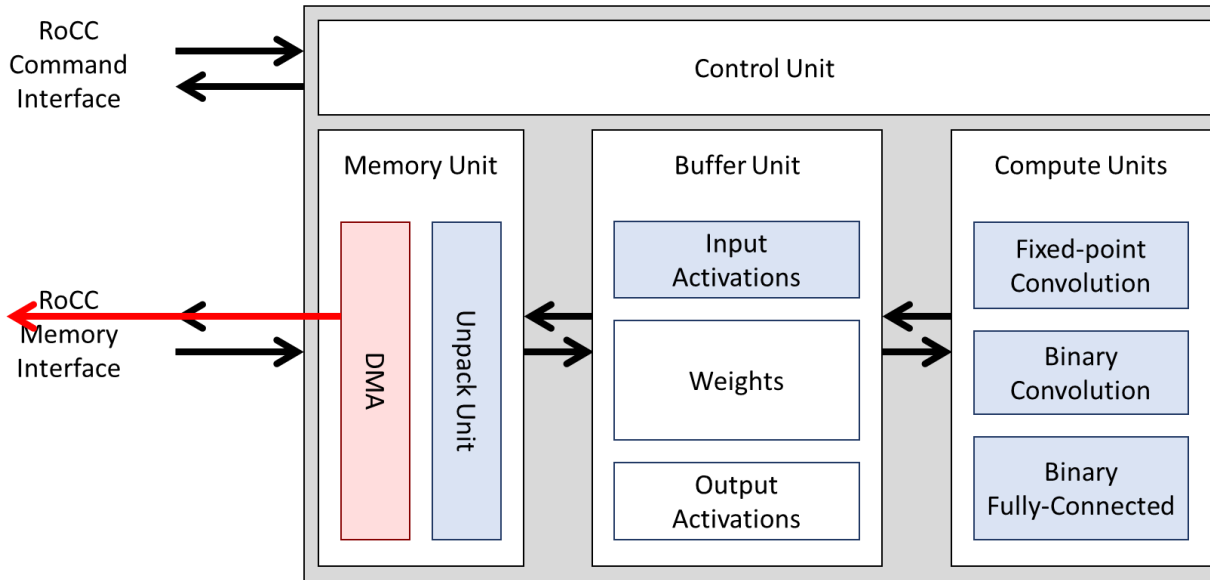 RoCC
Command
Interface
Control Unit
Memory Unit
Buffer Unit
Compute Units
RoCC
Memory
Interface
DMA
Unpack Unit
Input
Activations
Weights
Output
Activations
Fixed-point
Convolution
Binary
Convolution
Binary
Fully-Connected